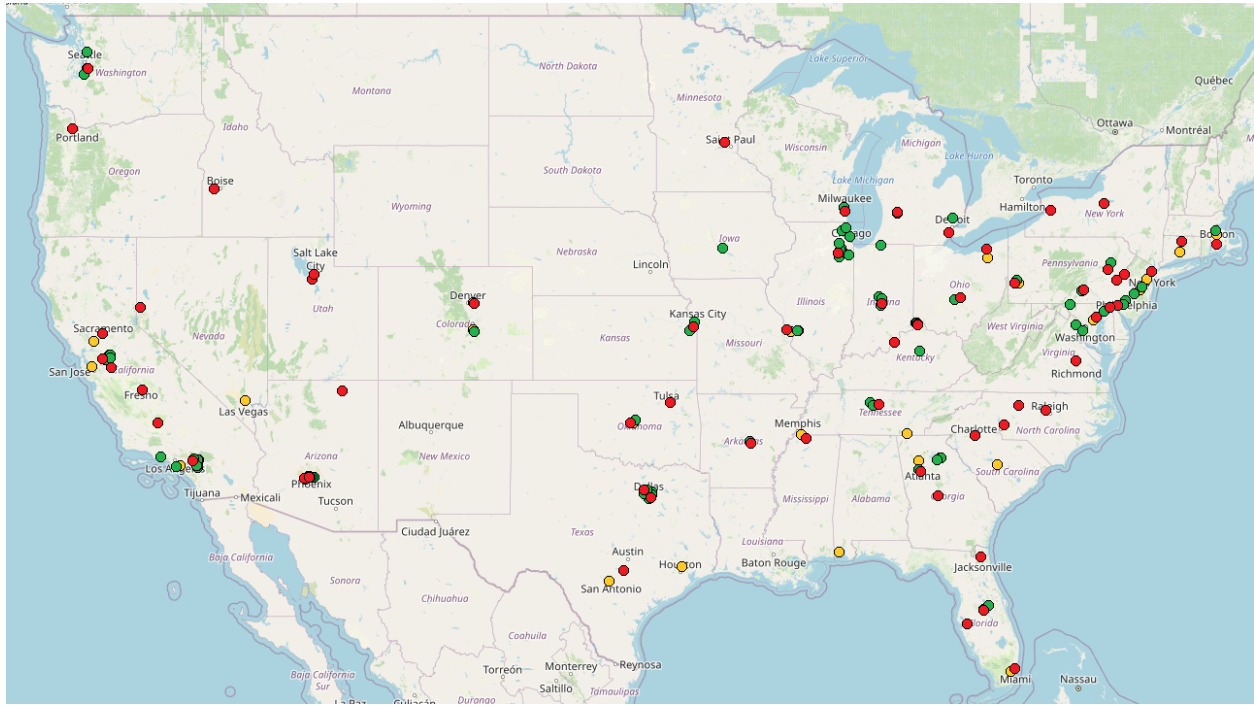 Seattle
Washington
Portland
Oregon
Idaho
Boise
Montana
North Dakota
South Dakota
Wyoming
Nebraska
Lincoln
Minnesota
Saint Paul
Wisconsin
Lake Superior
Lake Michigan
Michigan
Lake Huron
Québec
Ottawa
Montréal
Toronto
Hamilton
New York
Milwaukee
Chicago
Detroit
Boston
Iowa
Salt Lake
City
Utah
Nevada
Sacramento
San Jose
California
Fresno
Las Vegas
Denver
Colorado
Kansas
Kansas City
Missouri
Illinois
Indiana
Ohio
Pennsylvania
New York
Philadelphia
West Virginia
Washington
Virginia
Richmond
Kentucky
Tennessee
Raleigh
Charlotte
North Carolina
South Carolina
Los Angeles
Tijuana
Mexicali
Arizona
Phoenix
Tucson
Albuquerque
New Mexico
Tulsa
Oklahoma
Arkansas
Memphis
Mississippi
Alabama
Atlanta
Georgia
Ciudad Juárez
Dallas
Texas
Austin
San Antonio
Houston
Louisiana
Baton Rouge
Jacksonville
Florida
Miami
Nassau
Baja California
Sonora
Chihuahua
Coahuila
Baja California
Sur
La Paz
Culiacán
Durango
Torreón
Monterrey
Saltillo
Reynosa
Tamaulipas